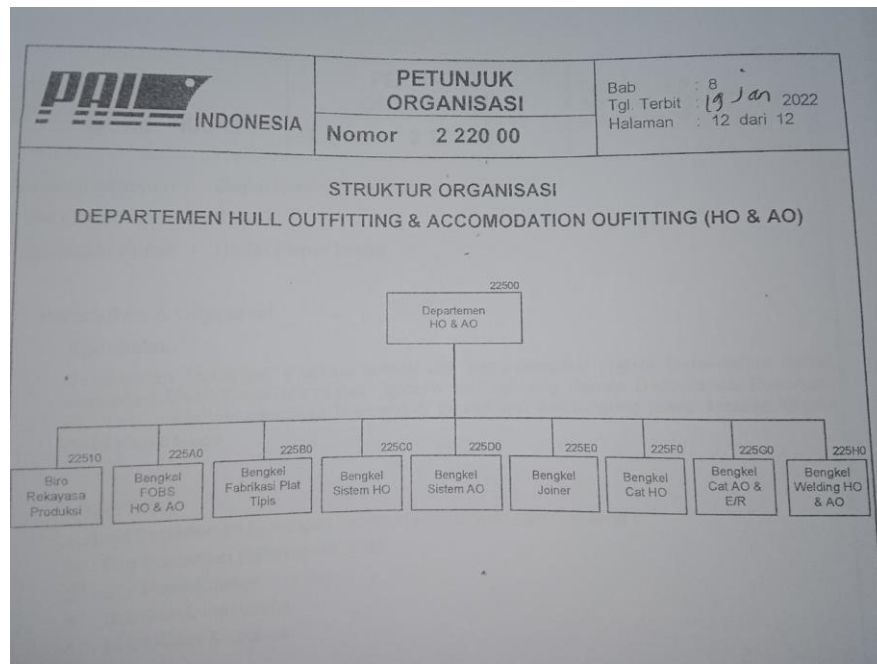 PAL INDONESIA
PETUNJUK
ORGANISASI
Nomor 2 220 00
Bab : 8
Tgl. Terbit : 19 Jan 2022
Halaman : 12 dari 12
STRUKTUR ORGANISASI
DEPARTEMEN HULL OUTFITTING & ACCOMODATION OUFITTING (HO & AO)
22500
Departemen
HO & AO
22510
Biro
Rekayasa
Produksi
225A0
Bengkel
FOBS
HO & AO
225B0
Bengkel
Fabrikasi Plat
Tipis
225C0
Bengkel
Sistem HO
225D0
Bengkel
Sistem AO
225E0
Bengkel
Joiner
225F0
Bengkel
Cat HO
225G0
Bengkel
Cat AO &
E/R
225H0
Bengkel
Welding HO
& AO